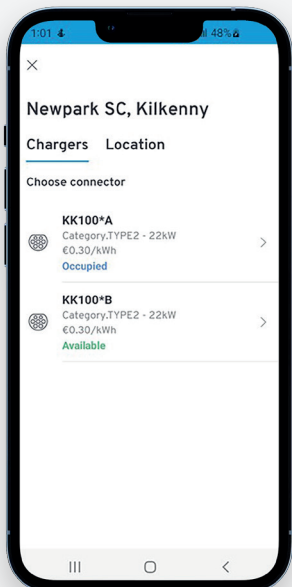 1:01 48%
Newpark SC, Kilkenny
Chargers Location
Choose connector
KK100*A
Category.TYPE2 - 22kW
€0.30/kWh
Occupied
KK100*B
Category.TYPE2 - 22kW
€0.30/kWh
Available